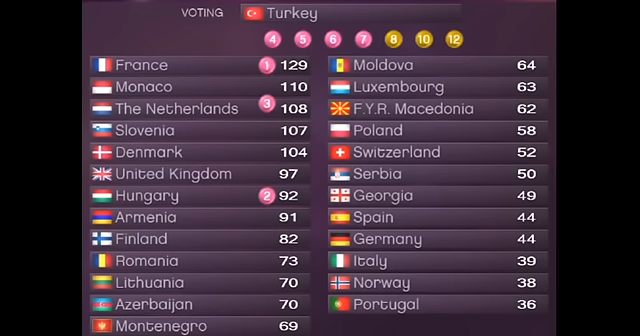 VOTING Turkey
4 5 6 7 8 10 12
France 1 129
Monaco 110
The Netherlands 3 108
Slovenia 107
Denmark 104
United Kingdom 97
Hungary 2 92
Armenia 91
Finland 82
Romania 73
Lithuania 70
Azerbaijan 70
Montenegro 69
Moldova 64
Luxembourg 63
F.Y.R. Macedonia 62
Poland 58
Switzerland 52
Serbia 50
Georgia 49
Spain 44
Germany 44
Italy 39
Norway 38
Portugal 36